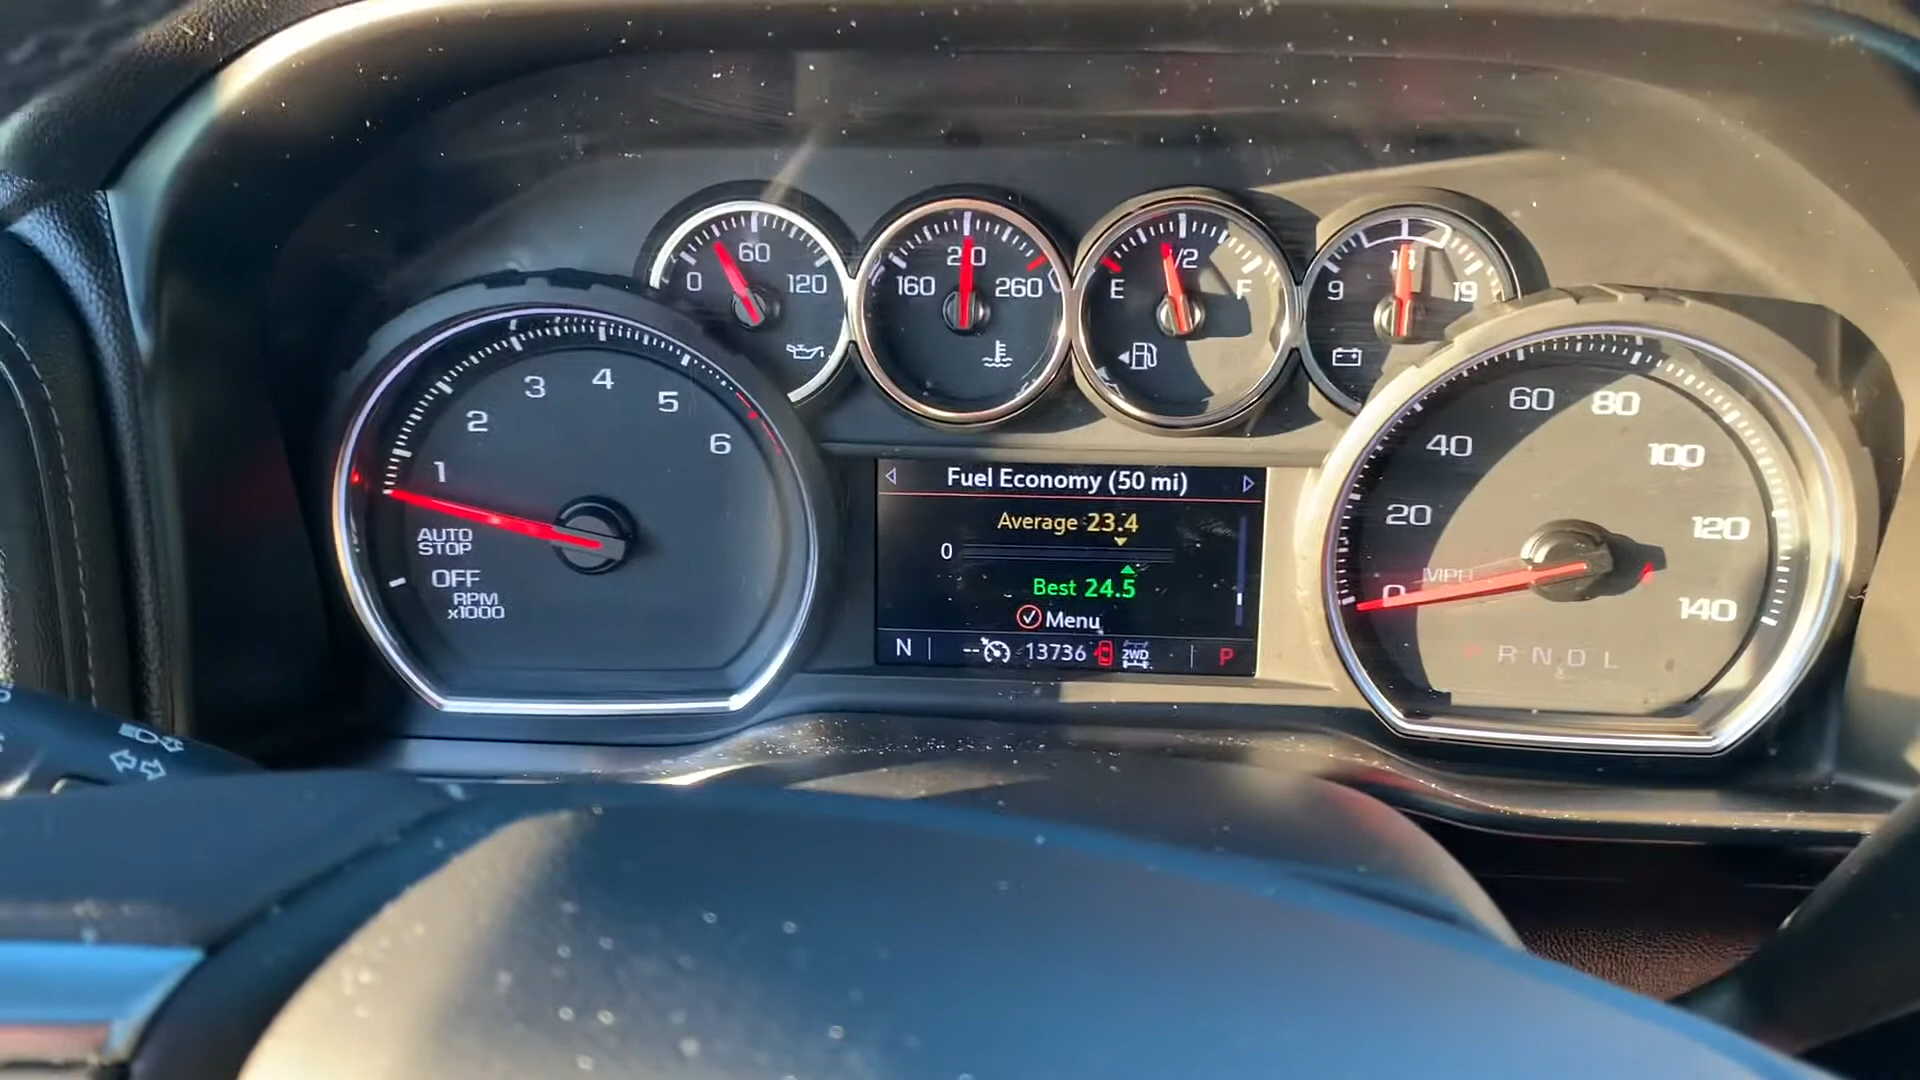 0 60 120
160 210 260
E 1/2 F
9 14 19
1 2 3 4 5 6
AUTO
STOP
OFF
RPM
x1000
Fuel Economy (50 mi)
Average 23.4
0
Best 24.5
Menu
N -- 13736 2WD P
0 20 40 60 80 100 120 140
MPH
P R N D L